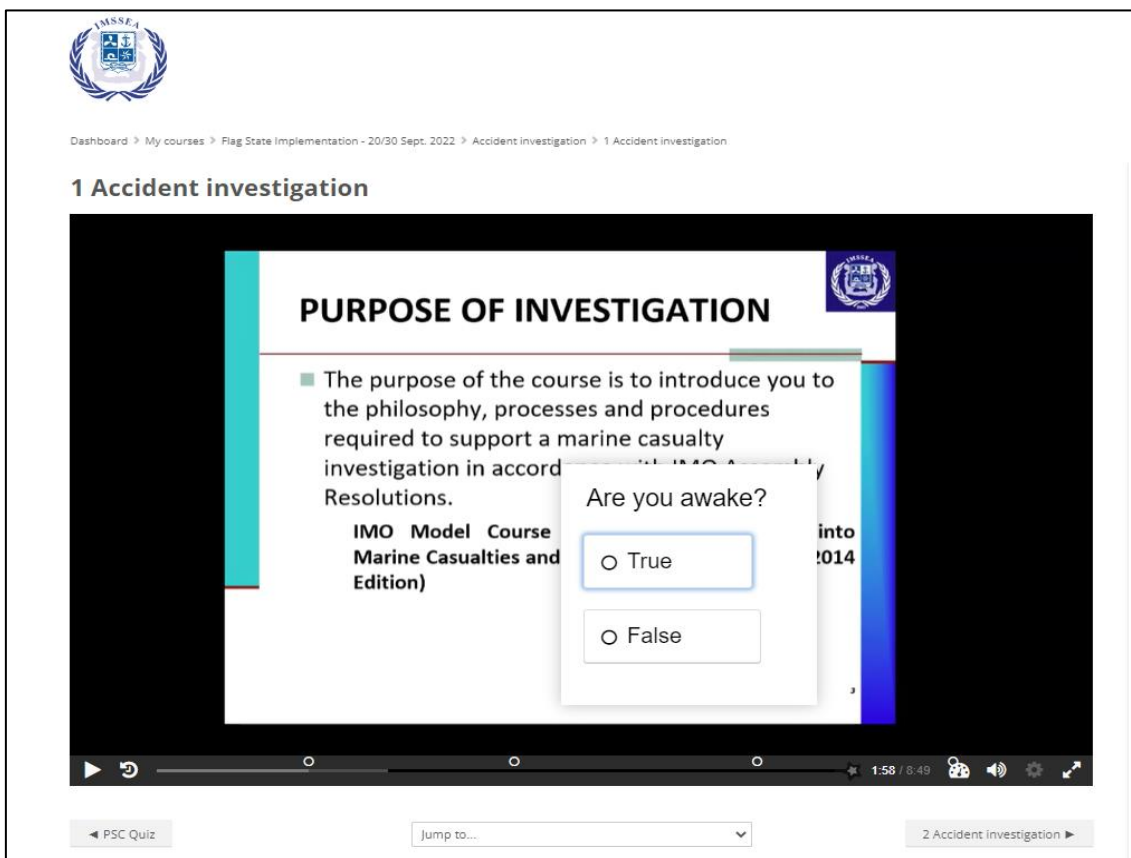 IMSSEA
Dashboard > My courses > Flag State Implementation - 20/30 Sept. 2022 > Accident investigation > 1 Accident investigation
1 Accident investigation
IMSSEA
PURPOSE OF INVESTIGATION
The purpose of the course is to introduce you to
the philosophy, processes and procedures
required to support a marine casualty
investigation in accord
Resolutions.
IMO Model Course into
Marine Casualties and 2014
Edition)
Are you awake?
True
False
3
1:58 / 8:49
◄ PSC Quiz
Jump to...
2 Accident investigation ►